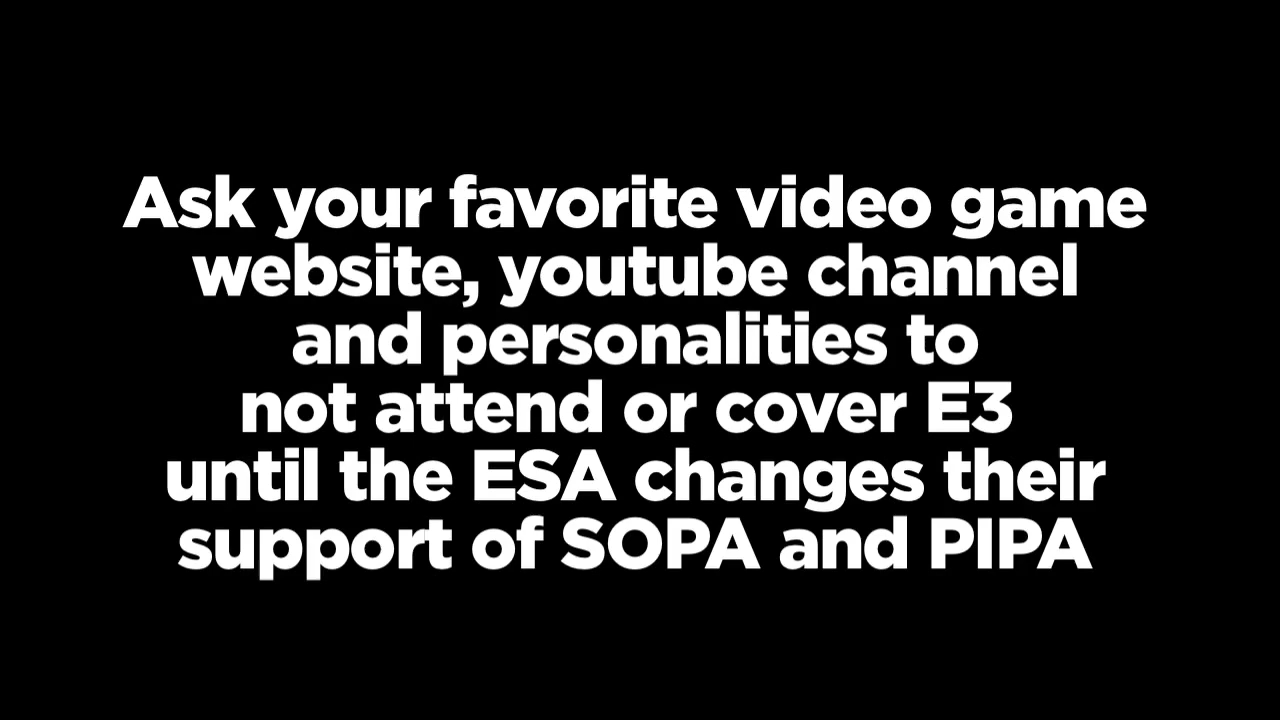 Ask your favorite video game
website, youtube channel
and personalities to
not attend or cover E3
until the ESA changes their
support of SOPA and PIPA